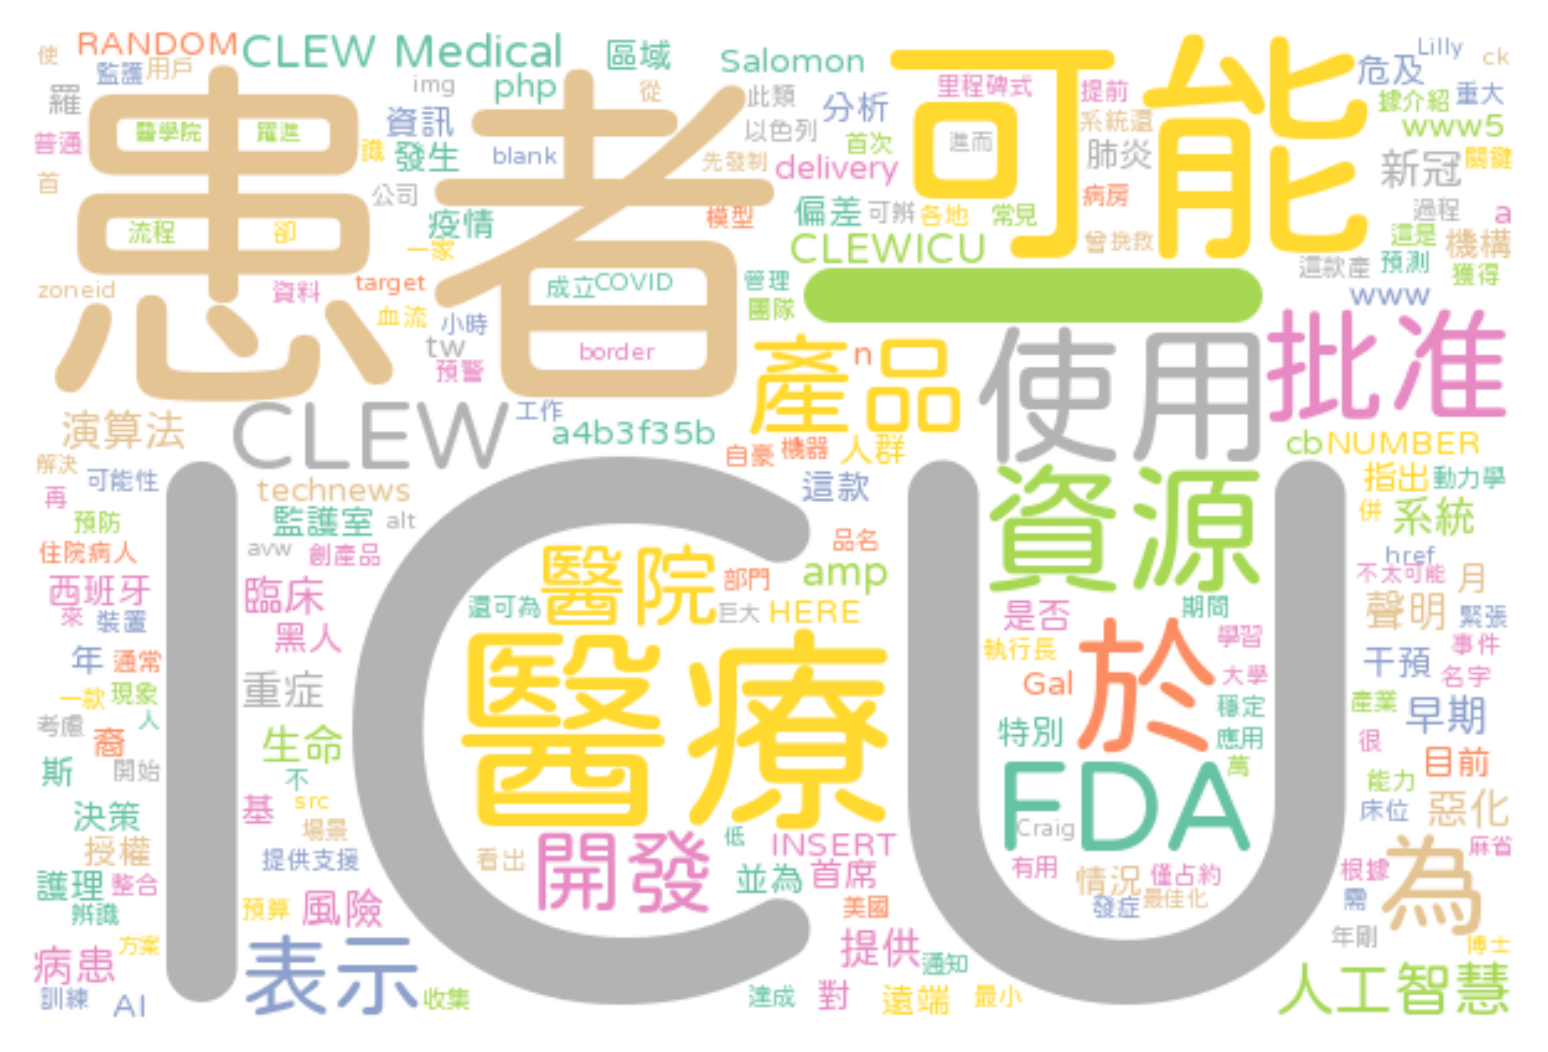 使 RANDOM CLEW Medical 區域 Salomon 可能 危及 Lilly ck
監護 用戶 img php 從 此類 分析 里程碑式 提前 據介紹 重大
羅 患者 資訊 以色列 首次 進而 系統還 www5
普通 醫學院 躍進 識 發生 blank 先發制 delivery 肺炎 新冠 關鍵
首 公司 疫情 模型 偏差 可辨 各地 常見 病房 過程 a
流程 卻 一家 CLEWICU 曾挽救 這是 機構
zoneid 資料 target 成立 COVID 管理 一 這款產 預測 獲得
血流 小時 團隊 www
tw 預警 border 產品 n 使用 批准
演算法 CLEW 工作 a4b3f35b 自豪 機器 人群 cb NUMBER
解決 可能性 technews 這款 資源 指出 動力學
再 預防 監護室 alt 併 系統
住院病人 avw 創產品 ICU 醫院 品名 href
西班牙 臨床 部門 amp 不太可能 月
來 裝置 還可為 巨大 HERE 是否 期間 聲明 緊張
黑人 醫療 執行長 於 學習 事件
年 通常 重症 Gal 大學 干預 名字
一款 現象 穩定 產業 早期
考慮 人 裔 生命 特別 應用 很
斯 開始 不 FDA 萬 能力 目前
決策 基 src 場景 Craig 床位 惡化
授權 提供支援 看出 開發 低 INSERT 為 麻省
護理 整合 並為 首席 有用 情況 僅占約 根據
辨識 預算 風險 美國 發症 最佳化 需
病患 方案 表示 提供 通知 年剛 博士
訓練 AI 收集 達成 對 遠端 最小 人工智慧